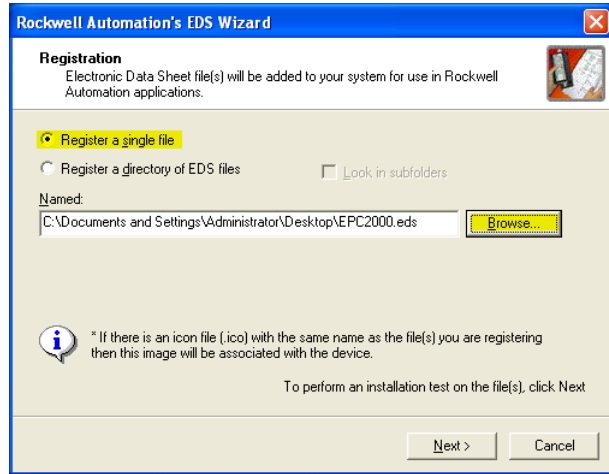 Rockwell Automation's EDS Wizard
Registration
Electronic Data Sheet file(s) will be added to your system for use in Rockwell
Automation applications.
Register a single file
Register a directory of EDS files
Look in subfolders
Named:
C:\Documents and Settings\Administrator\Desktop\EPC2000.eds
Browse...
* If there is an icon file (.ico) with the same name as the file(s) you are registering
then this image will be associated with the device.
To perform an installation test on the file(s), click Next
Next >
Cancel